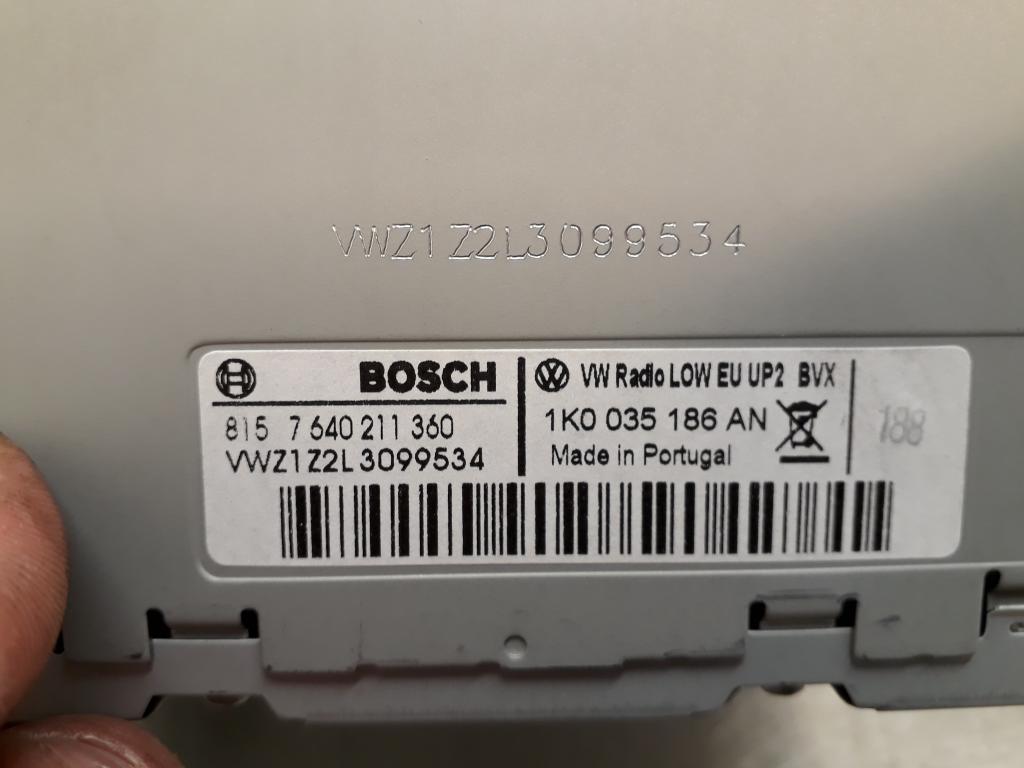 VWZ1Z2L3099534
BOSCH
815 7 640 211 360
VWZ1Z2L3099534
VW Radio LOW EU UP2 BVX
1K0 035 186 AN
Made in Portugal
188